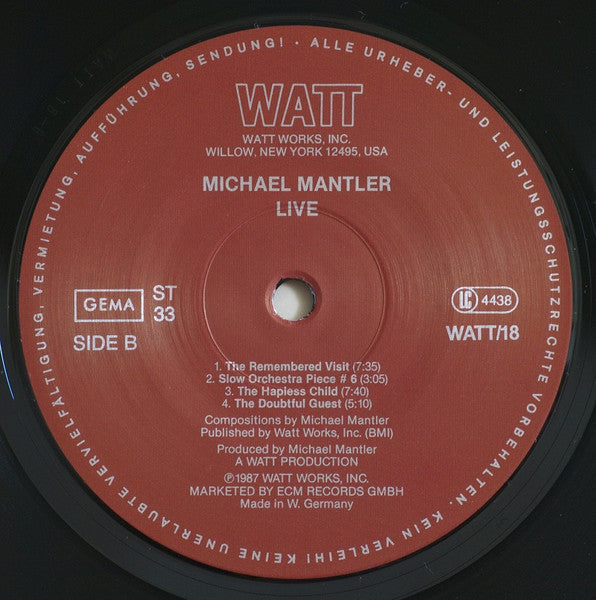 WATT
WATT WORKS, INC.
WILLOW, NEW YORK 12495, USA
MICHAEL MANTLER
LIVE
GEMA
ST
33
SIDE B
LC 4438
WATT/18
1. The Remembered Visit (7:35)
2. Slow Orchestra Piece # 6 (3:05)
3. The Hapless Child (7:40)
4. The Doubtful Guest (5:10)
Compositions by Michael Mantler
Published by Watt Works, Inc. (BMI)
Produced by Michael Mantler
A WATT PRODUCTION
℗1987 WATT WORKS, INC.
MARKETED BY ECM RECORDS GMBH
Made in W. Germany
ALLE URHEBER- UND LEISTUNGSSCHUTZRECHTE VORBEHALTEN. KEIN VERLEIH! KEINE UNERLAUBTE VERVIELFÄLTIGUNG, VERMIETUNG, AUFFÜHRUNG, SENDUNG! ·